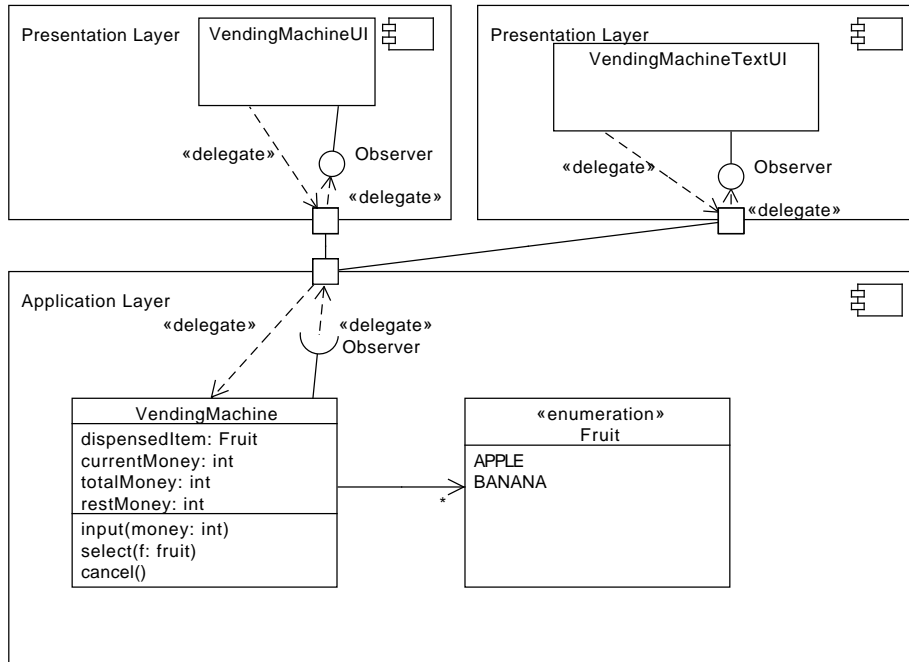 Presentation Layer
VendingMachineUI
«delegate»
Observer
«delegate»
Presentation Layer
VendingMachineTextUI
«delegate»
Observer
«delegate»
Application Layer
«delegate»
«delegate»
Observer
VendingMachine
dispensedItem: Fruit
currentMoney: int
totalMoney: int
restMoney: int
input(money: int)
select(f: fruit)
cancel()
*
«enumeration»
Fruit
APPLE
BANANA